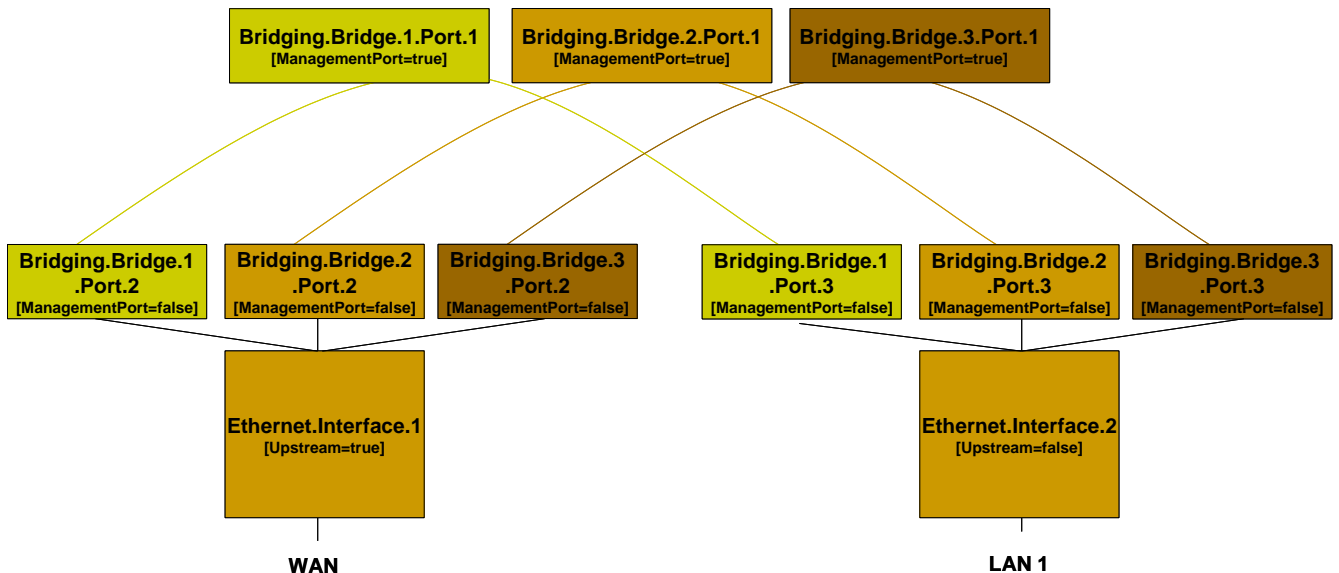 Bridging.Bridge.1.Port.1
[ManagementPort=true]
Bridging.Bridge.2.Port.1
[ManagementPort=true]
Bridging.Bridge.3.Port.1
[ManagementPort=true]
Bridging.Bridge.1
.Port.2
[ManagementPort=false]
Bridging.Bridge.2
.Port.2
[ManagementPort=false]
Bridging.Bridge.3
.Port.2
[ManagementPort=false]
Bridging.Bridge.1
.Port.3
[ManagementPort=false]
Bridging.Bridge.2
.Port.3
[ManagementPort=false]
Bridging.Bridge.3
.Port.3
[ManagementPort=false]
Ethernet.Interface.1
[Upstream=true]
Ethernet.Interface.2
[Upstream=false]
WAN
LAN 1